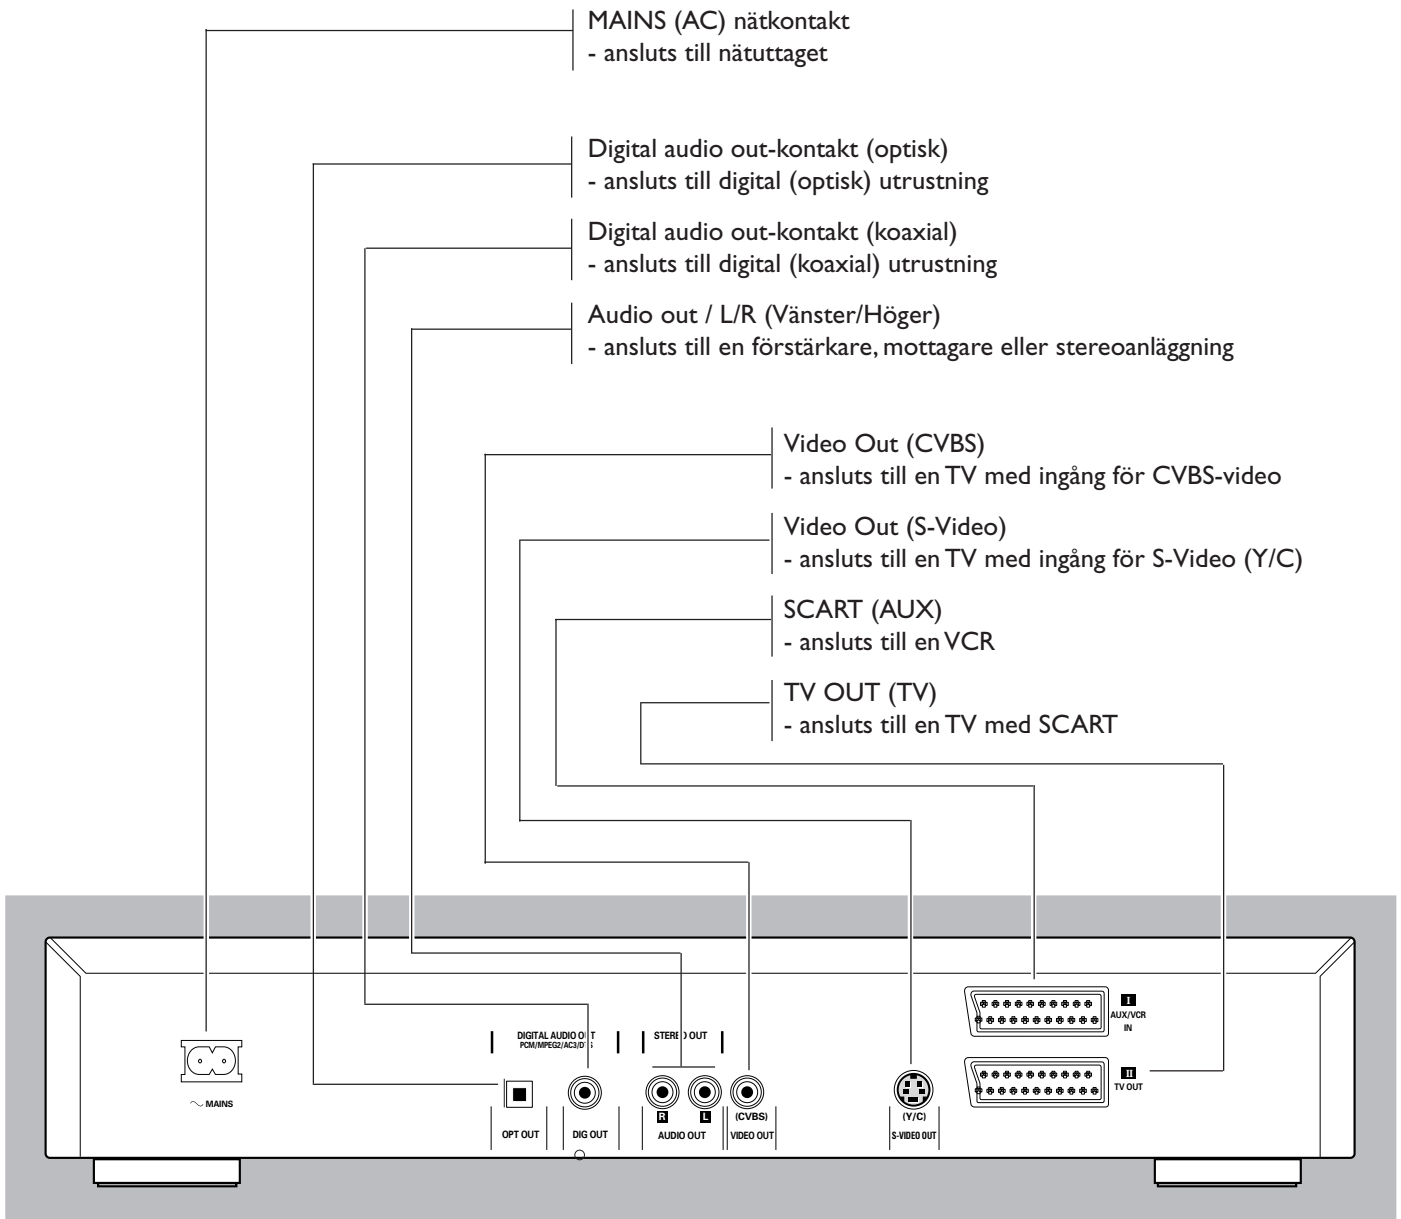 MAINS (AC) nätkontakt
- ansluts till nätuttaget
Digital audio out-kontakt (optisk)
- ansluts till digital (optisk) utrustning
Digital audio out-kontakt (koaxial)
- ansluts till digital (koaxial) utrustning
Audio out / L/R (Vänster/Höger)
- ansluts till en förstärkare, mottagare eller stereoanläggning
Video Out (CVBS)
- ansluts till en TV med ingång för CVBS-video
Video Out (S-Video)
- ansluts till en TV med ingång för S-Video (Y/C)
SCART (AUX)
- ansluts till en VCR
TV OUT (TV)
- ansluts till en TV med SCART
I
AUX/VCR
IN
DIGITAL AUDIO OUT
PCM/MPEG2/AC3/DTS
STEREO OUT
II
TV OUT
~ MAINS
R
L
(CVBS)
(Y/C)
OPT OUT
DIG OUT
AUDIO OUT
VIDEO OUT
S-VIDEO OUT